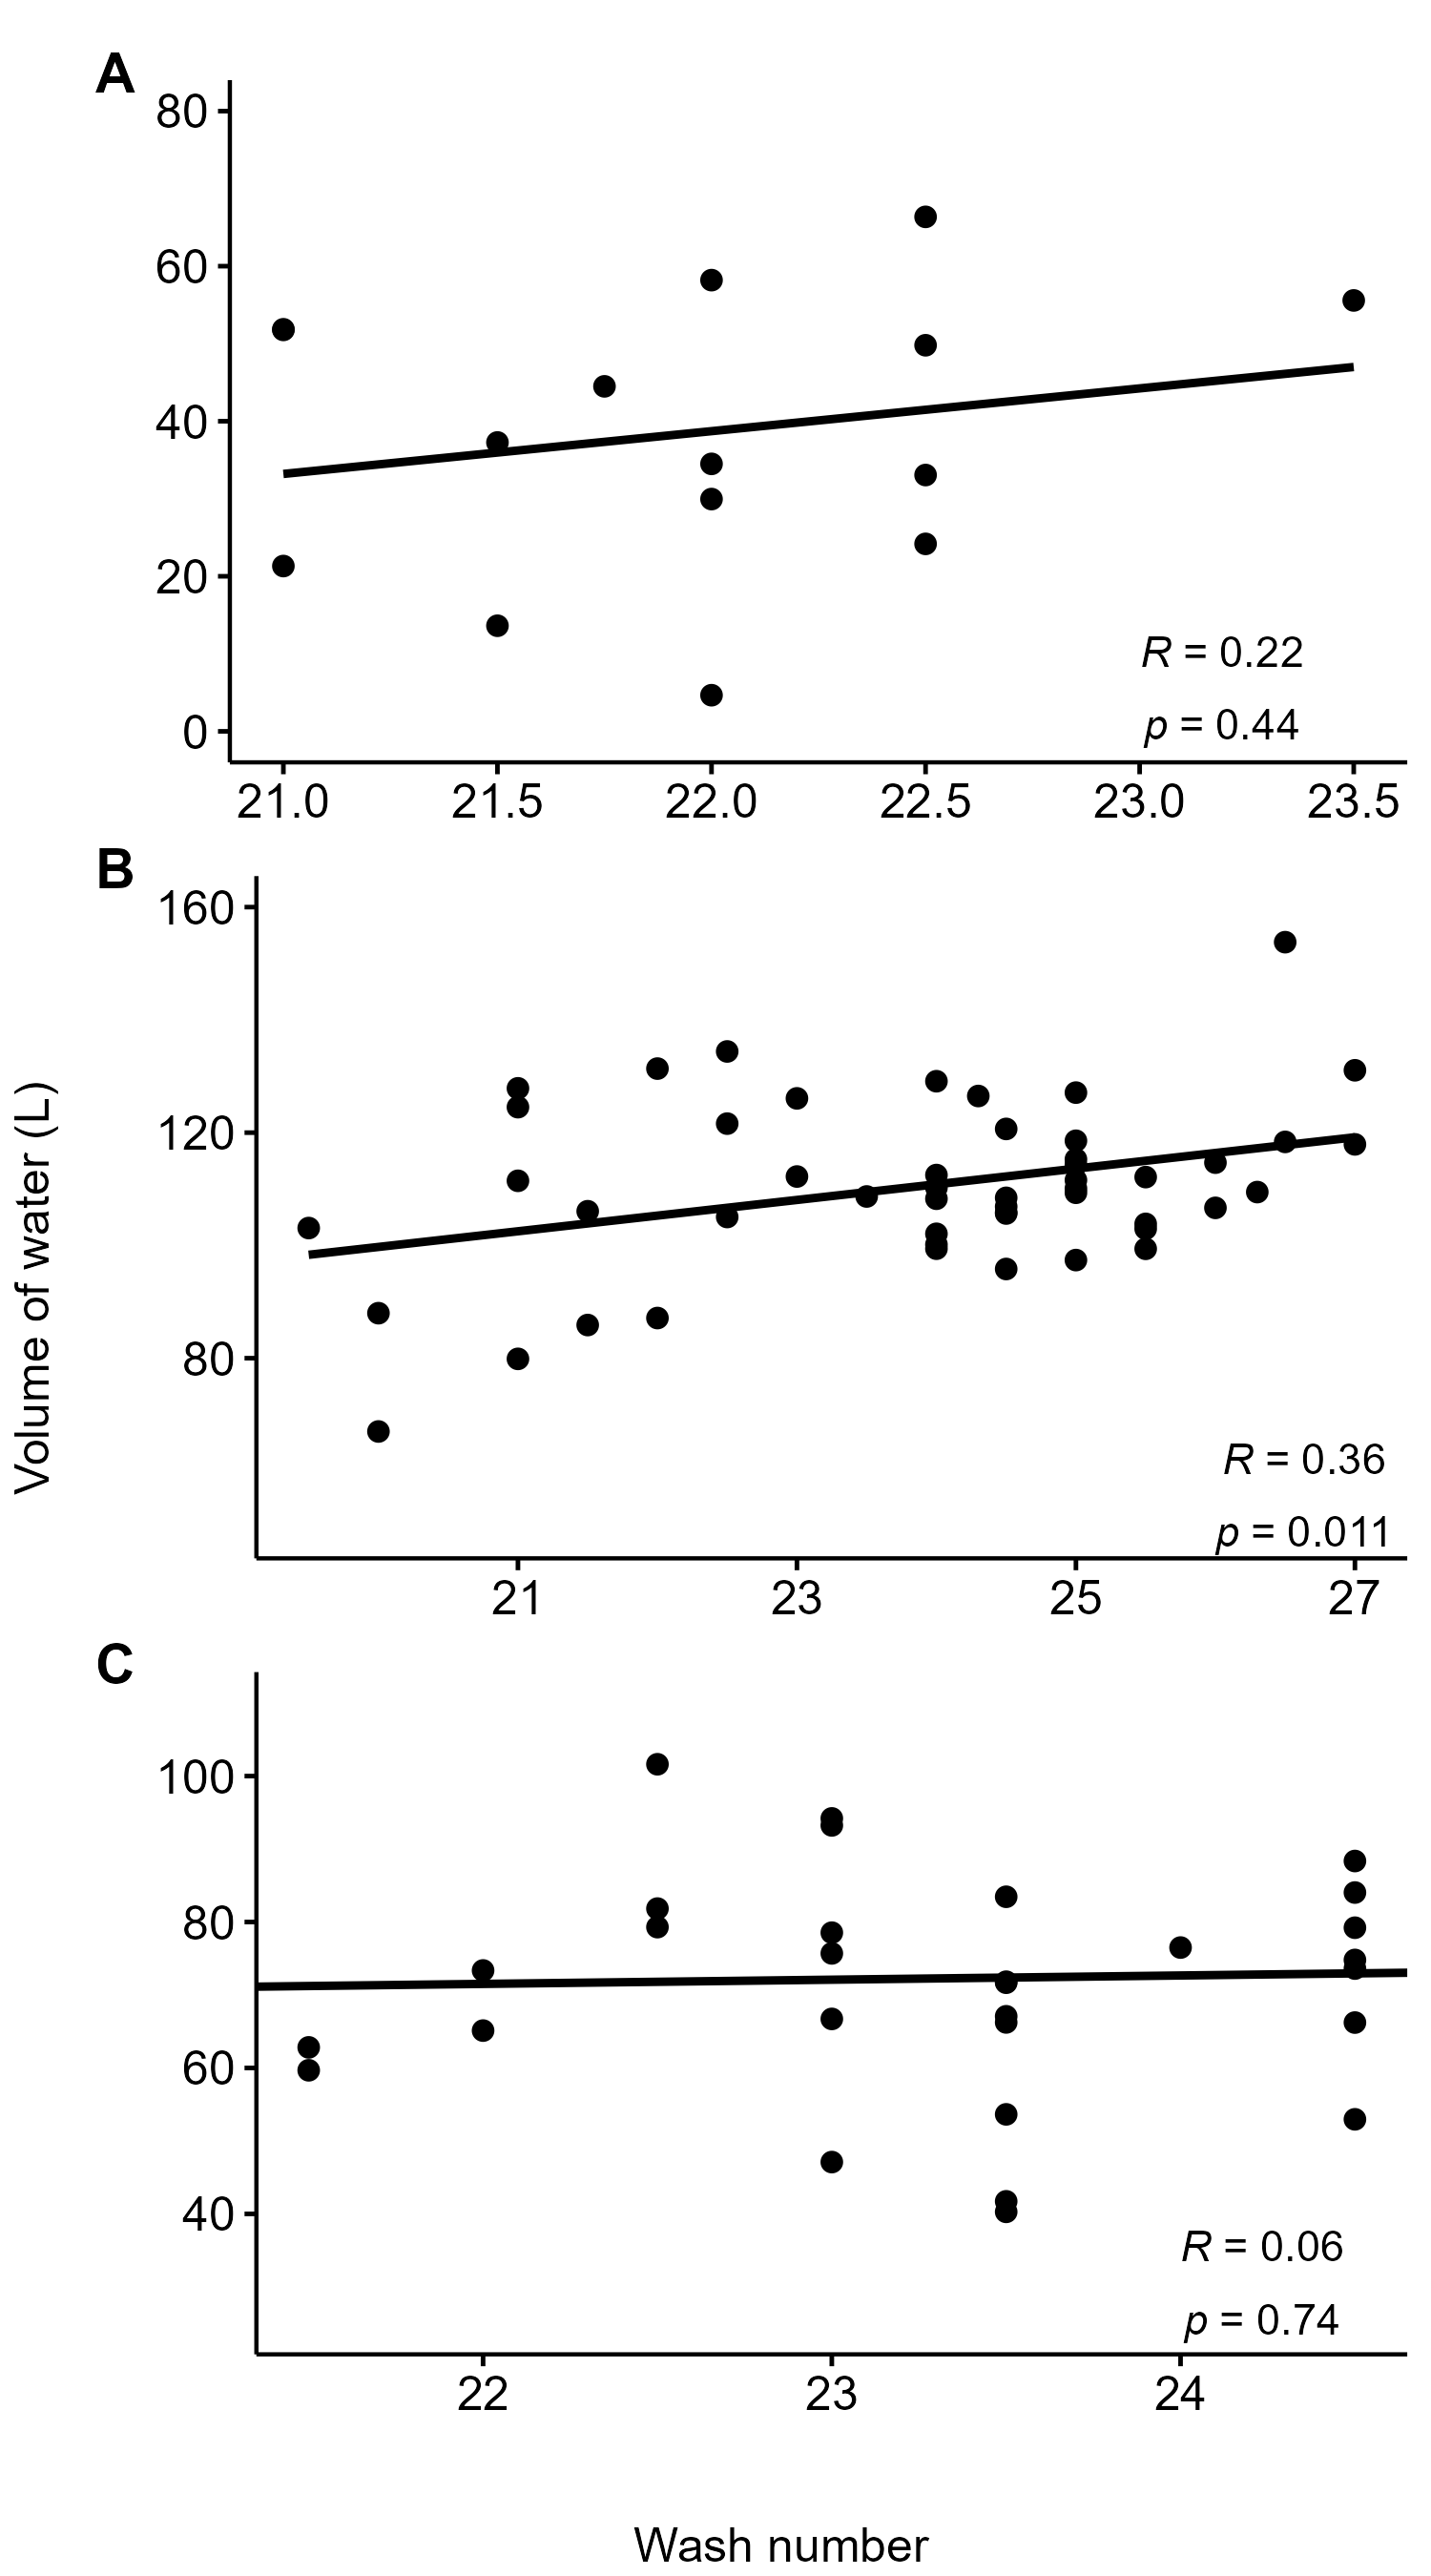 A
80
60
40
20
0
R = 0.22
p = 0.44
21.0 21.5 22.0 22.5 23.0 23.5
B
160
120
80
R = 0.36
p = 0.011
21 23 25 27
Volume of water (L)
C
100
80
60
40
R = 0.06
p = 0.74
22 23 24
Wash number